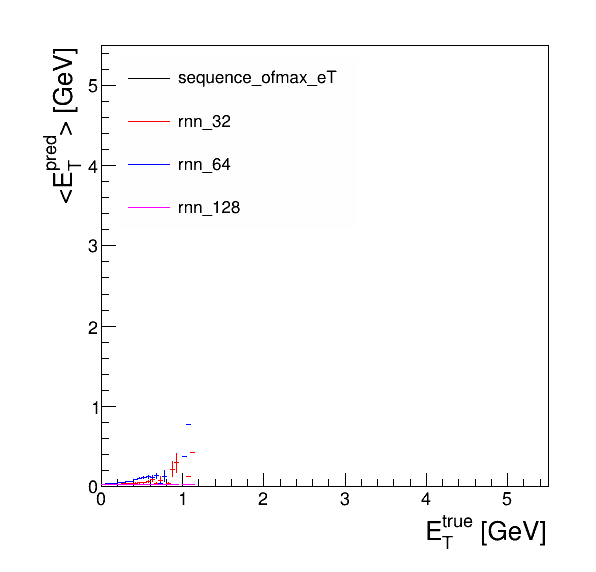 <E_T^pred> [GeV]
5
4
3
2
1
0
sequence_ofmax_eT
rnn_32
rnn_64
rnn_128
0 1 2 3 4 5
E_T^true [GeV]